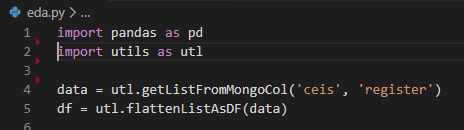 eda.py > ...
1 import pandas as pd
2 import utils as utl
3
4 data = utl.getListFromMongoCol('ceis', 'register')
5 df = utl.flattenListAsDF(data)